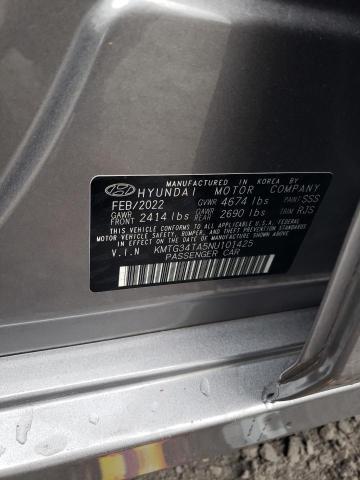 MANUFACTURED IN KOREA BY
HYUNDAI MOTOR COMPANY
FEB/2022 GVWR 4674 lbs PAINT SSS
GAWR FRONT 2414 lbs GAWR REAR 2690 lbs TRIM RJS
THIS VEHICLE CONFORMS TO ALL APPLICABLE U.S.A. FEDERAL
MOTOR VEHICLE SAFETY, BUMPER, AND THEFT PREVENTION
STANDARDS IN EFFECT ON THE DATE OF MANUFACTURE SHOWN ABOVE.
V.I.N KMTG34TA5NU101425
PASSENGER CAR